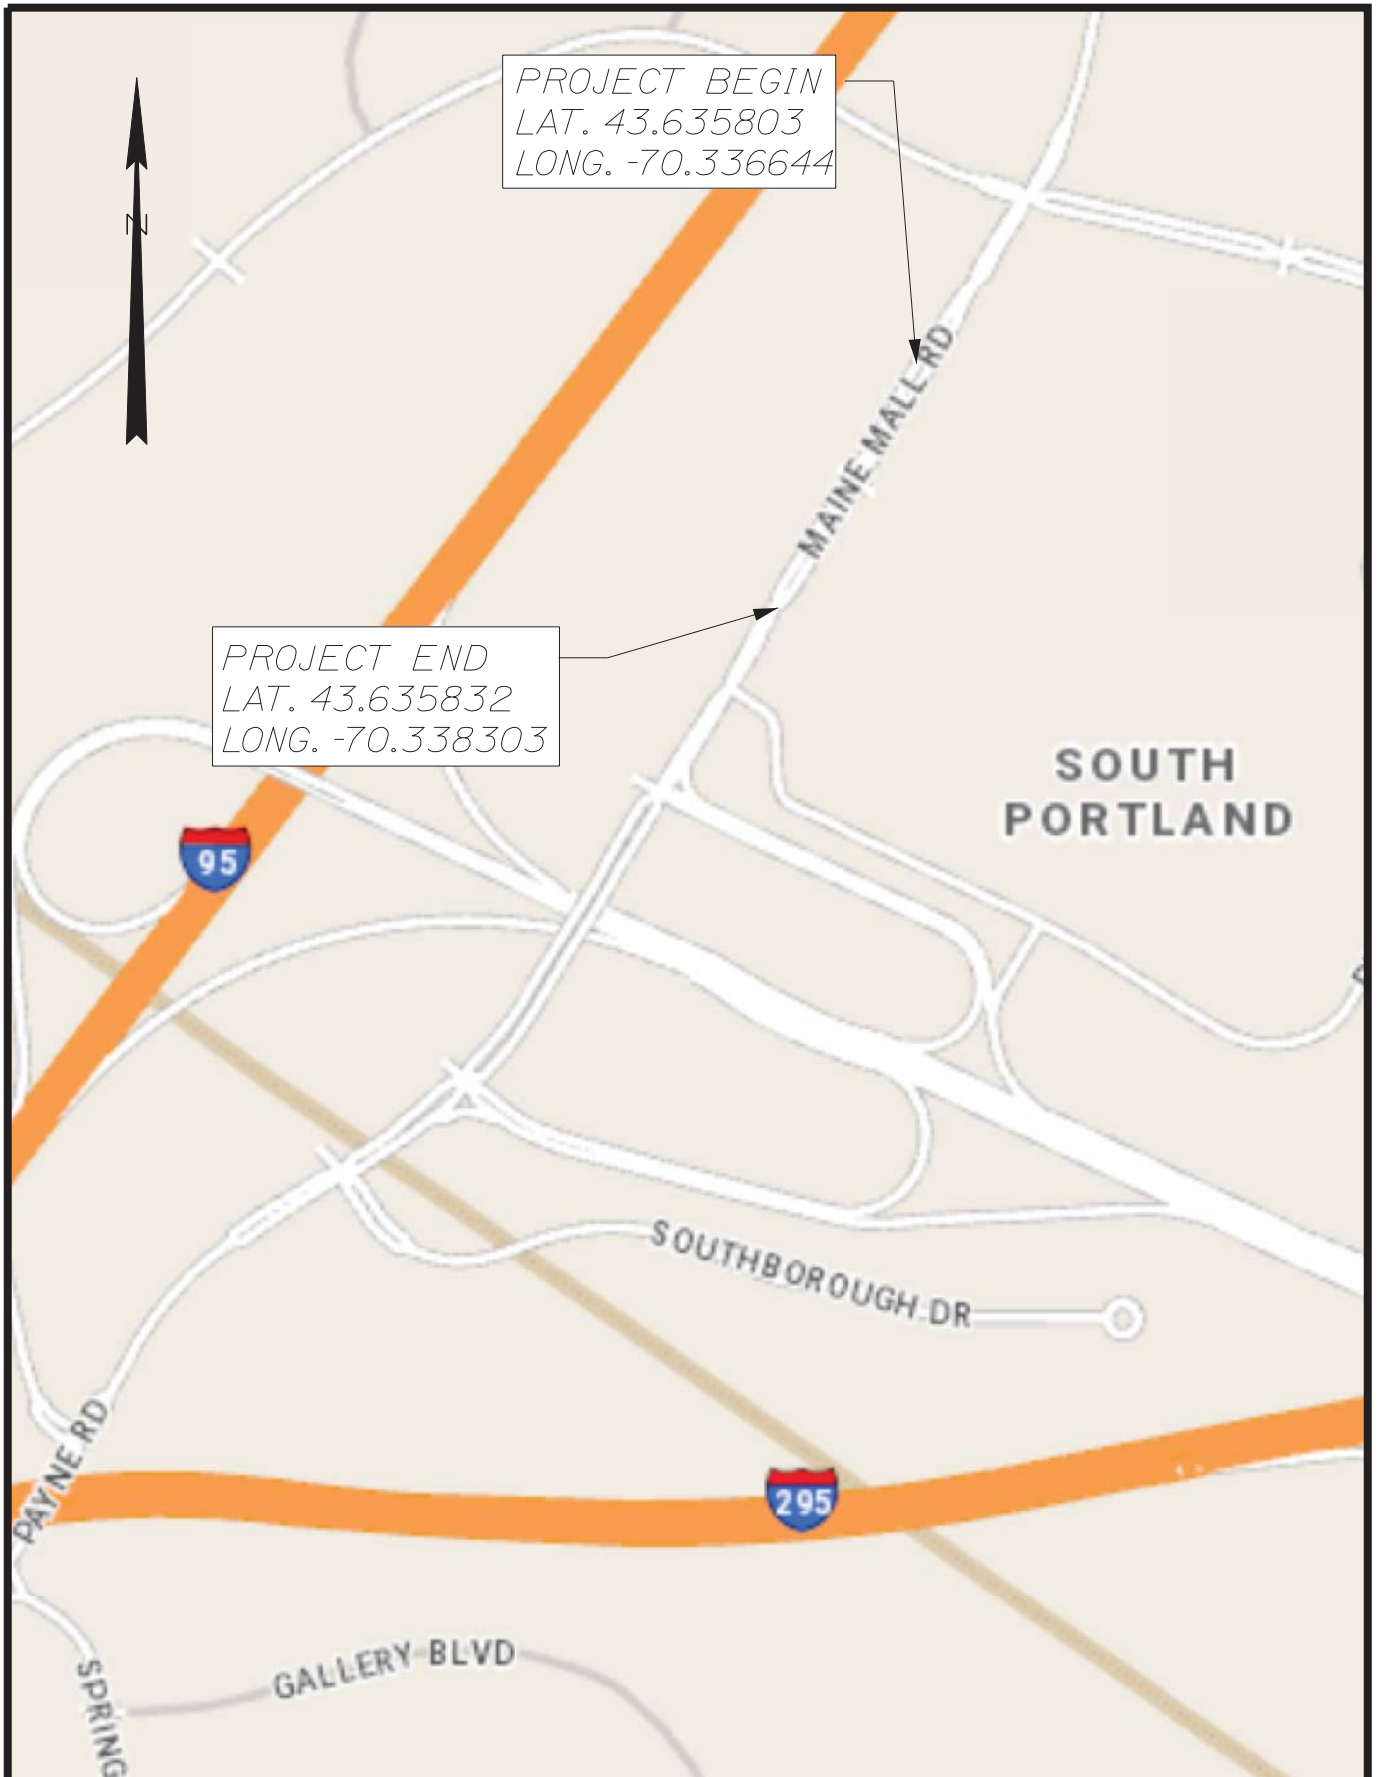 PROJECT BEGIN
LAT. 43.635803
LONG. -70.336644
N
MAINE MALL RD
PROJECT END
LAT. 43.635832
LONG. -70.338303
SOUTH
PORTLAND
95
SOUTHBOROUGH DR
PAYNE RD
295
GALLERY BLVD
SPRING